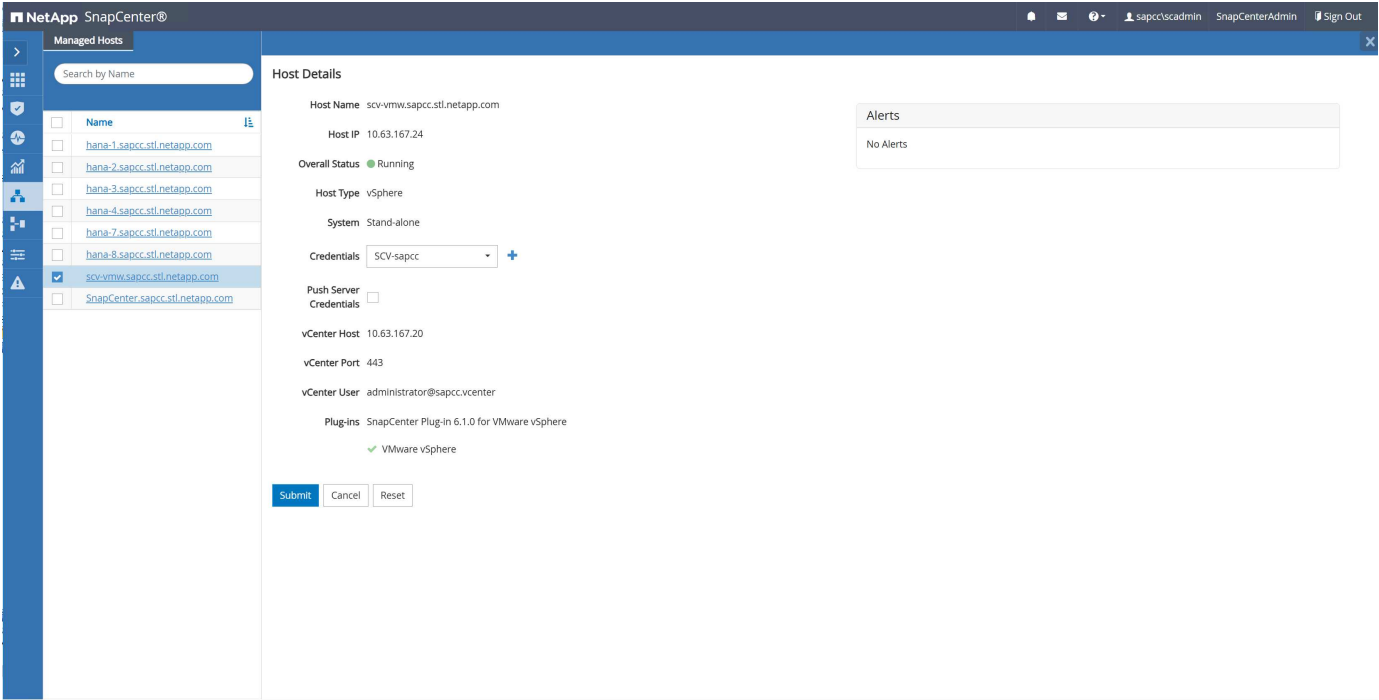 NetApp SnapCenter®
sapcc\scadmin SnapCenterAdmin Sign Out
Managed Hosts
Search by Name
Name
hana-1.sapcc.stl.netapp.com
hana-2.sapcc.stl.netapp.com
hana-3.sapcc.stl.netapp.com
hana-4.sapcc.stl.netapp.com
hana-7.sapcc.stl.netapp.com
hana-8.sapcc.stl.netapp.com
scv-vmw.sapcc.stl.netapp.com
SnapCenter.sapcc.stl.netapp.com
Host Details
Host Name scv-vmw.sapcc.stl.netapp.com
Host IP 10.63.167.24
Overall Status Running
Host Type vSphere
System Stand-alone
Credentials SCV-sapcc
Push Server
Credentials
vCenter Host 10.63.167.20
vCenter Port 443
vCenter User administrator@sapcc.vcenter
Plug-ins SnapCenter Plug-in 6.1.0 for VMware vSphere
VMware vSphere
Submit Cancel Reset
Alerts
No Alerts